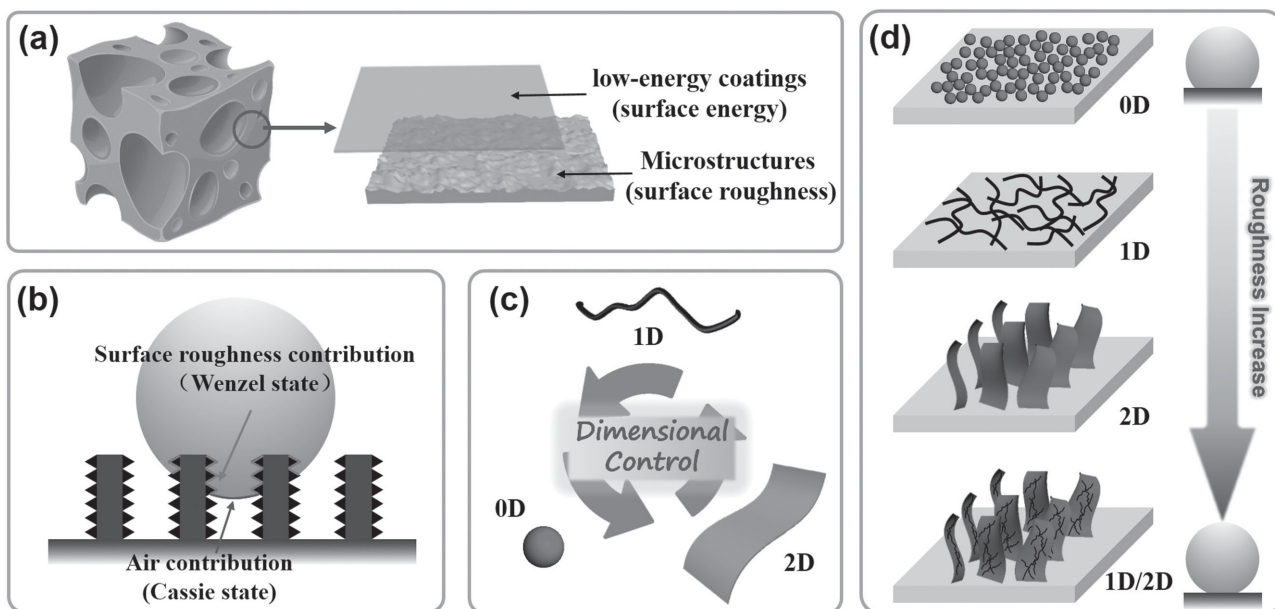 (a)
low-energy coatings
(surface energy)
Microstructures
(surface roughness)
(b)
Surface roughness contribution
（Wenzel state）
Air contribution
(Cassie state)
(c)
1D
Dimensional
Control
0D
2D
(d)
0D
1D
2D
1D/2D
Roughness Increase